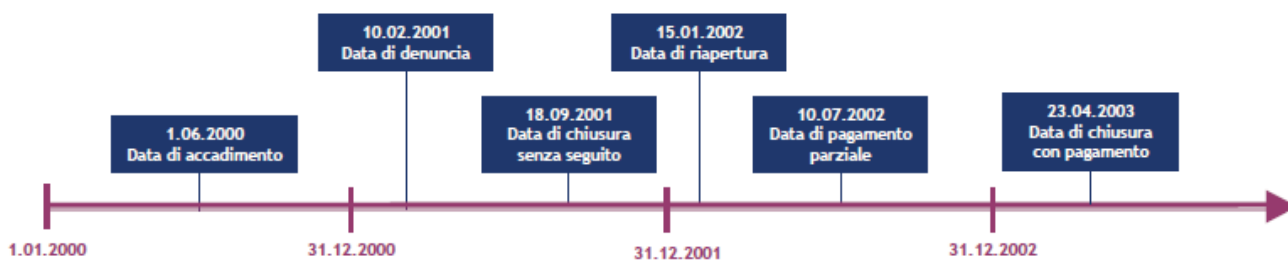 10.02.2001
Data di denuncia
15.01.2002
Data di riapertura
1.06.2000
Data di accadimento
18.09.2001
Data di chiusura
senza seguito
10.07.2002
Data di pagamento
parziale
23.04.2003
Data di chiusura
con pagamento
1.01.2000
31.12.2000
31.12.2001
31.12.2002